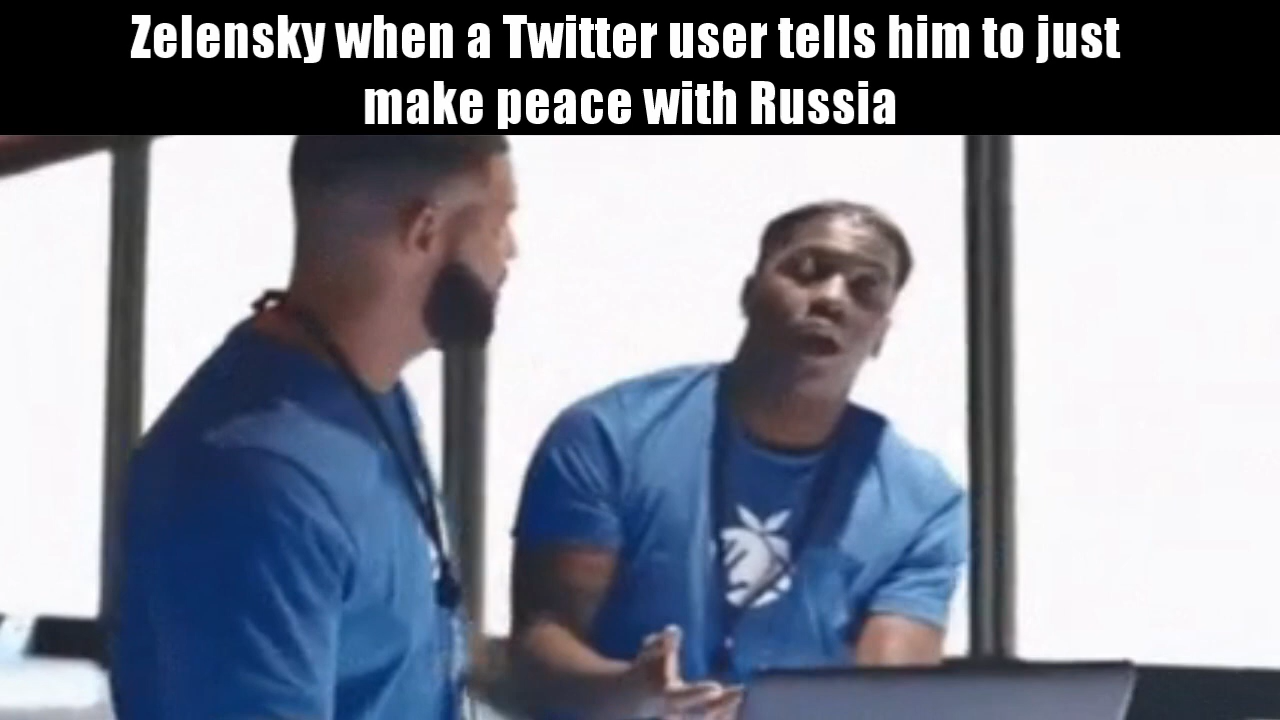 Zelensky when a Twitter user tells him to just
make peace with Russia